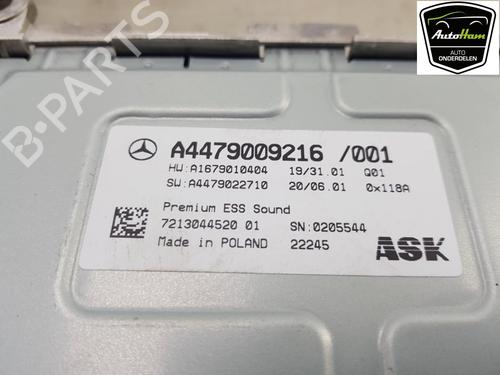 AutoHam
AUTO
ONDERDELEN
B-PARTS
A4479009216 /001
HW:A1679010404 19/31.01 Q01
SW:A4479022710 20/06.01 0x118A
Premium ESS Sound
7213044520 01 SN:0205544
Made in POLAND 22245
ASK